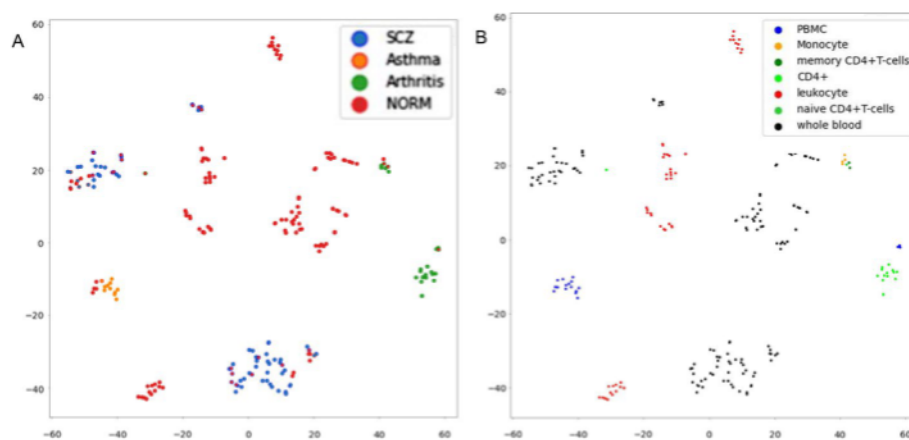 A
SCZ
Asthma
Arthritis
NORM
60
40
20
0
−20
−40
−60
−40
−20
0
20
40
60
B
PBMC
Monocyte
memory CD4+T-cells
CD4+
leukocyte
naive CD4+T-cells
whole blood
60
40
20
0
−20
−40
−60
−40
−20
0
20
40
60